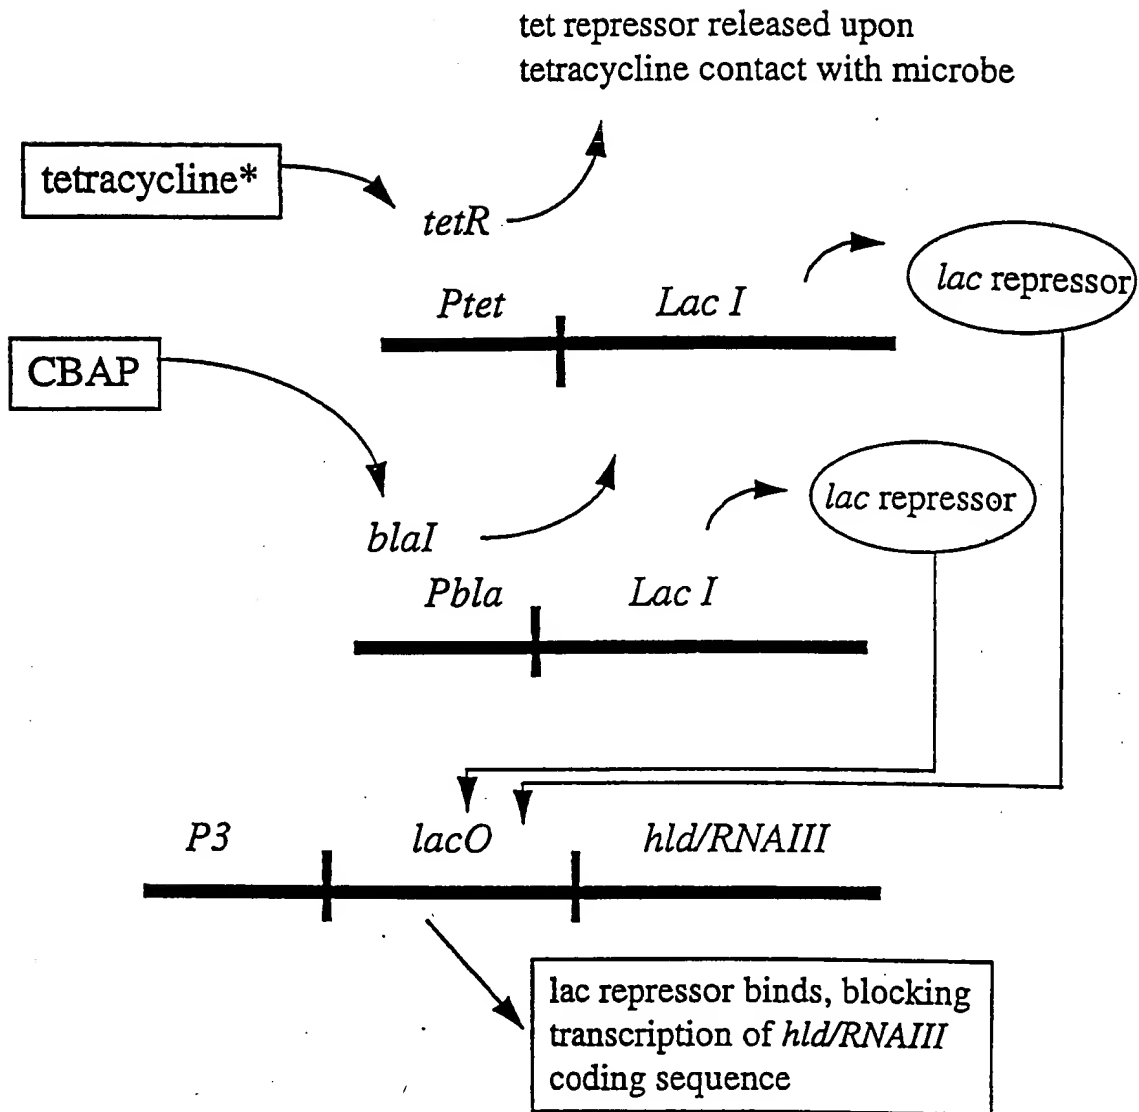 tet repressor released upon
tetracycline contact with microbe
tetracycline*
tetR
lac repressor
Ptet
Lac I
CBAP
lac repressor
blaI
Pbla
Lac I
P3
lacO
hld/RNAIII
lac repressor binds, blocking
transcription of hld/RNAIII
coding sequence